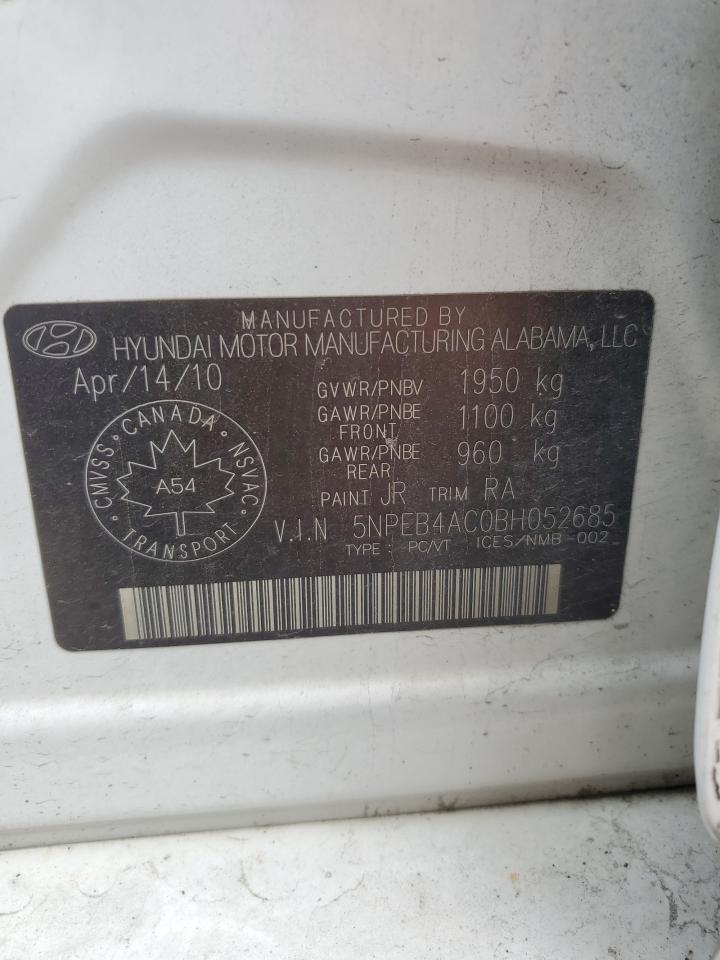 MANUFACTURED BY
HYUNDAI MOTOR MANUFACTURING ALABAMA, LLC
Apr/14/10
GVWR/PNBV 1950 kg
GAWR/PNBE FRONT 1100 kg
GAWR/PNBE REAR 960 kg
PAINT JR TRIM RA
CMVSS · CANADA · NSVAC
A54
· TRANSPORT ·
V.I.N 5NPEB4AC0BH052685
TYPE : PC/VT ICES/NMB-002